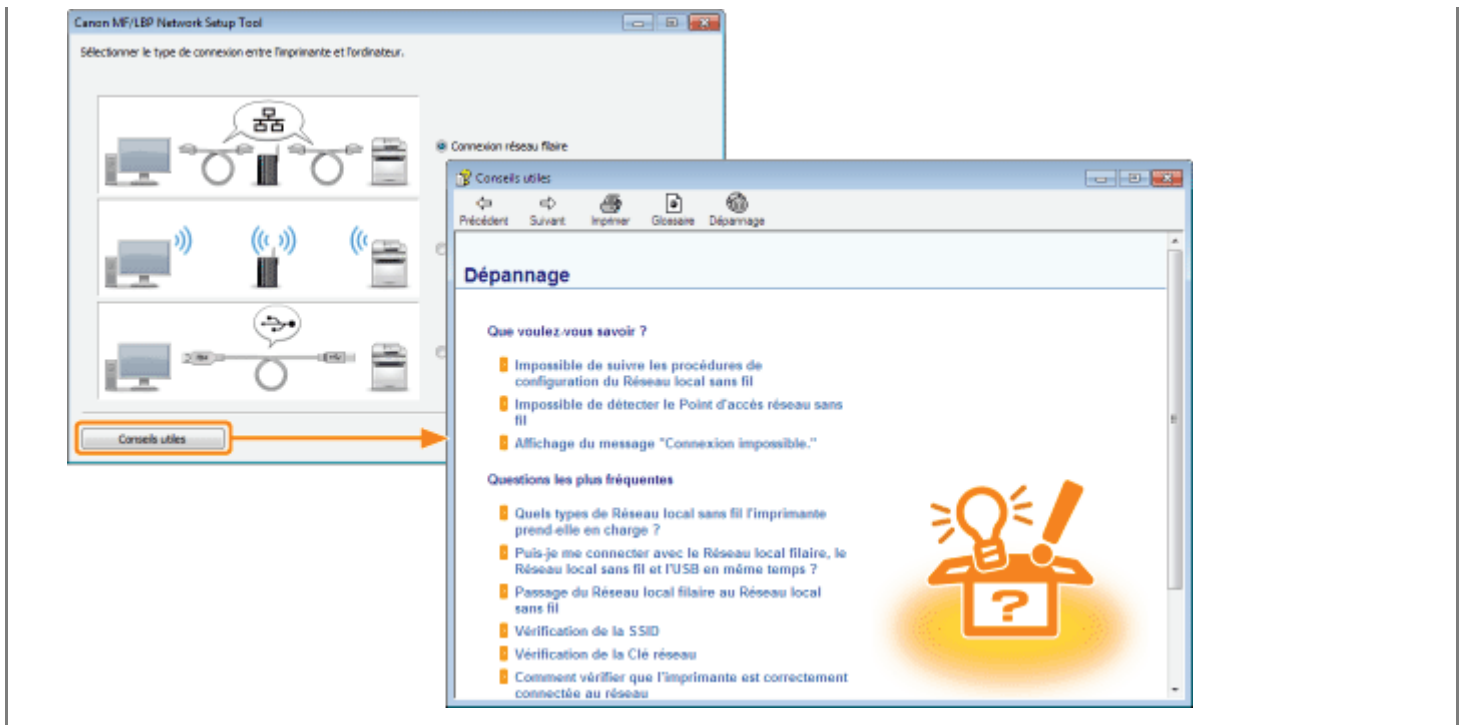 Canon MF/LBP Network Setup Tool
Sélectionner le type de connexion entre l'imprimante et l'ordinateur.
Connexion réseau filaire
Conseils utiles
Conseils utiles
Précédent Suivant Imprimer Glossaire Dépannage
Dépannage
Que voulez-vous savoir ?
Impossible de suivre les procédures de
configuration du Réseau local sans fil
Impossible de détecter le Point d'accès réseau sans
fil
Affichage du message "Connexion impossible."
Questions les plus fréquentes
Quels types de Réseau local sans fil l'imprimante
prend-elle en charge ?
Puis-je me connecter avec le Réseau local filaire, le
Réseau local sans fil et l'USB en même temps ?
Passage du Réseau local filaire au Réseau local
sans fil
Vérification de la SSID
Vérification de la Clé réseau
Comment vérifier que l'imprimante est correctement
connectée au réseau